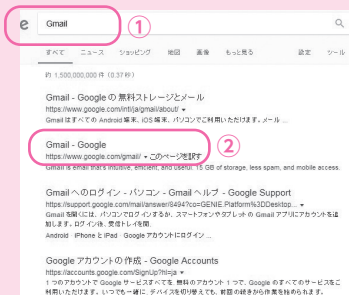 e Gmail ①
すべて ニュース ショッピング 地図 画像 もっと見る 設定 ツール
約 1,500,000,000 件 (0.37 秒)
Gmail - Google の無料ストレージとメール
https://www.google.com/intl/ja/gmail/about/ ▾
Gmail はすべての Android 端末、iOS 端末、パソコンでご利用いただけます。メール ...
②
Gmail - Google
https://www.google.com/gmail/ ▾ このページを訳す
Gmail is email that's intuitive, efficient, and useful. 15 GB of storage, less spam, and mobile access.
Gmail へのログイン - パソコン - Gmail ヘルプ - Google Support
https://support.google.com/mail/answer/8494?co=GENIE.Platform%3DDesktop... ▾
Gmail を開くには、パソコンでログインするか、スマートフォンやタブレットの Gmail アプリにアカウントを追
加します。ログイン後、受信トレイを開
Android · iPhone と iPad · Google アカウントにログイン ...
Google アカウントの作成 - Google Accounts
https://accounts.google.com/SignUp?hl=ja ▾
1 つのアカウントで Google サービスすべてを 無料のアカウント 1 つで、Google のすべてのサービスをご
利用いただけます。いつでも一緒に デバイスを切り替えても、前回の続きから作業を始められます。